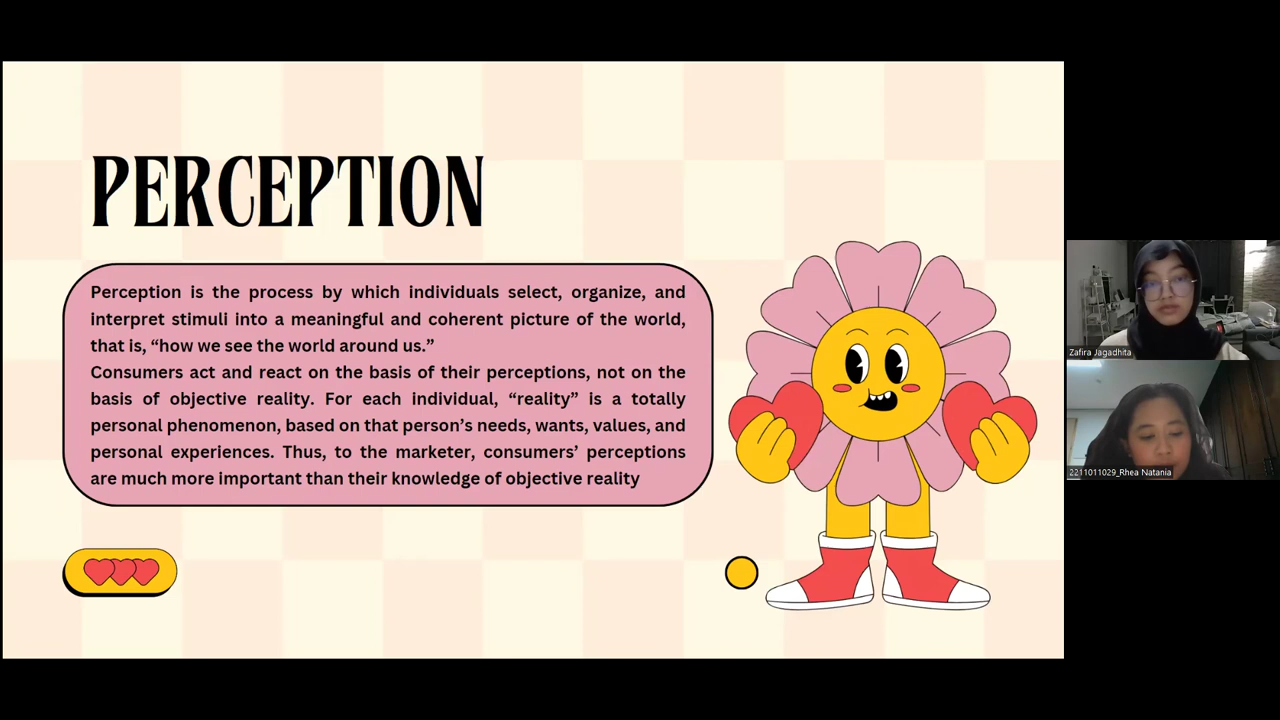 PERCEPTION
Perception is the process by which individuals select, organize, and
interpret stimuli into a meaningful and coherent picture of the world,
that is, “how we see the world around us.”
Consumers act and react on the basis of their perceptions, not on the
basis of objective reality. For each individual, “reality” is a totally
personal phenomenon, based on that person’s needs, wants, values, and
personal experiences. Thus, to the marketer, consumers’ perceptions
are much more important than their knowledge of objective reality
Zafira Jagadhita
2211011029_Rhea Natania